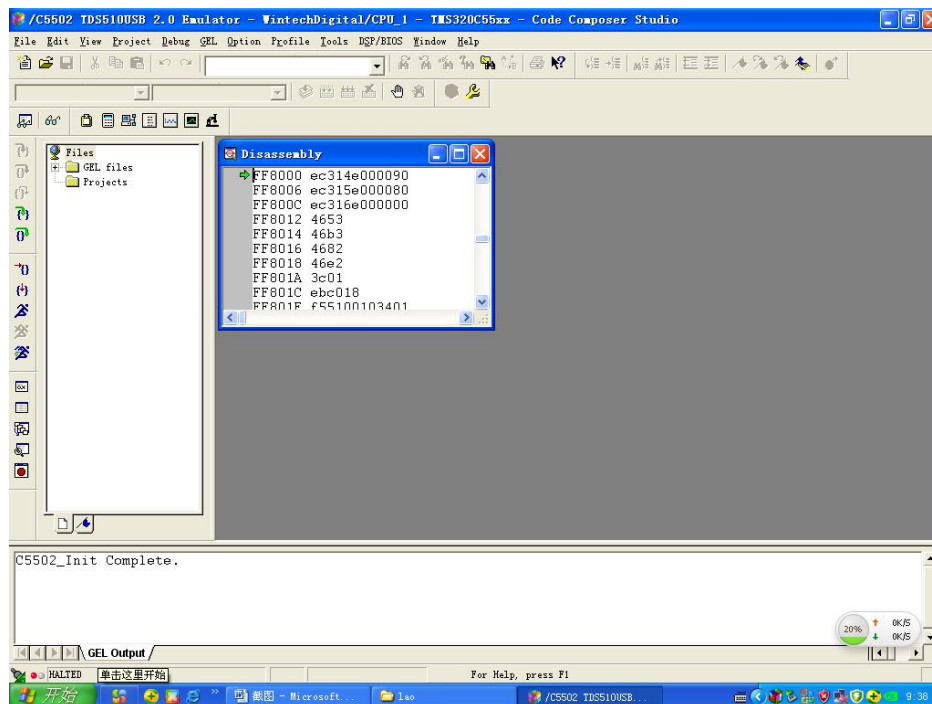 /C5502 TDS510USB 2.0 Emulator - WintechDigital/CPU_1 - TMS320C55xx - Code Composer Studio
File Edit View Project Debug GEL Option Profile Tools DSP/BIOS Window Help
Files
GEL files
Projects
Disassembly
FF8000 ec314e000090
FF8006 ec315e000080
FF800C ec316e000000
FF8012 4653
FF8014 46b3
FF8016 4682
FF8018 46e2
FF801A 3c01
FF801C ebc018
FF801F f55100103401
C5502_Init Complete.
20%
0K/S
0K/S
GEL Output
HALTED
单击这里开始
For Help, press F1
开始
截图 - Microsoft...
lao
/C5502 TDS510USB...
9:38